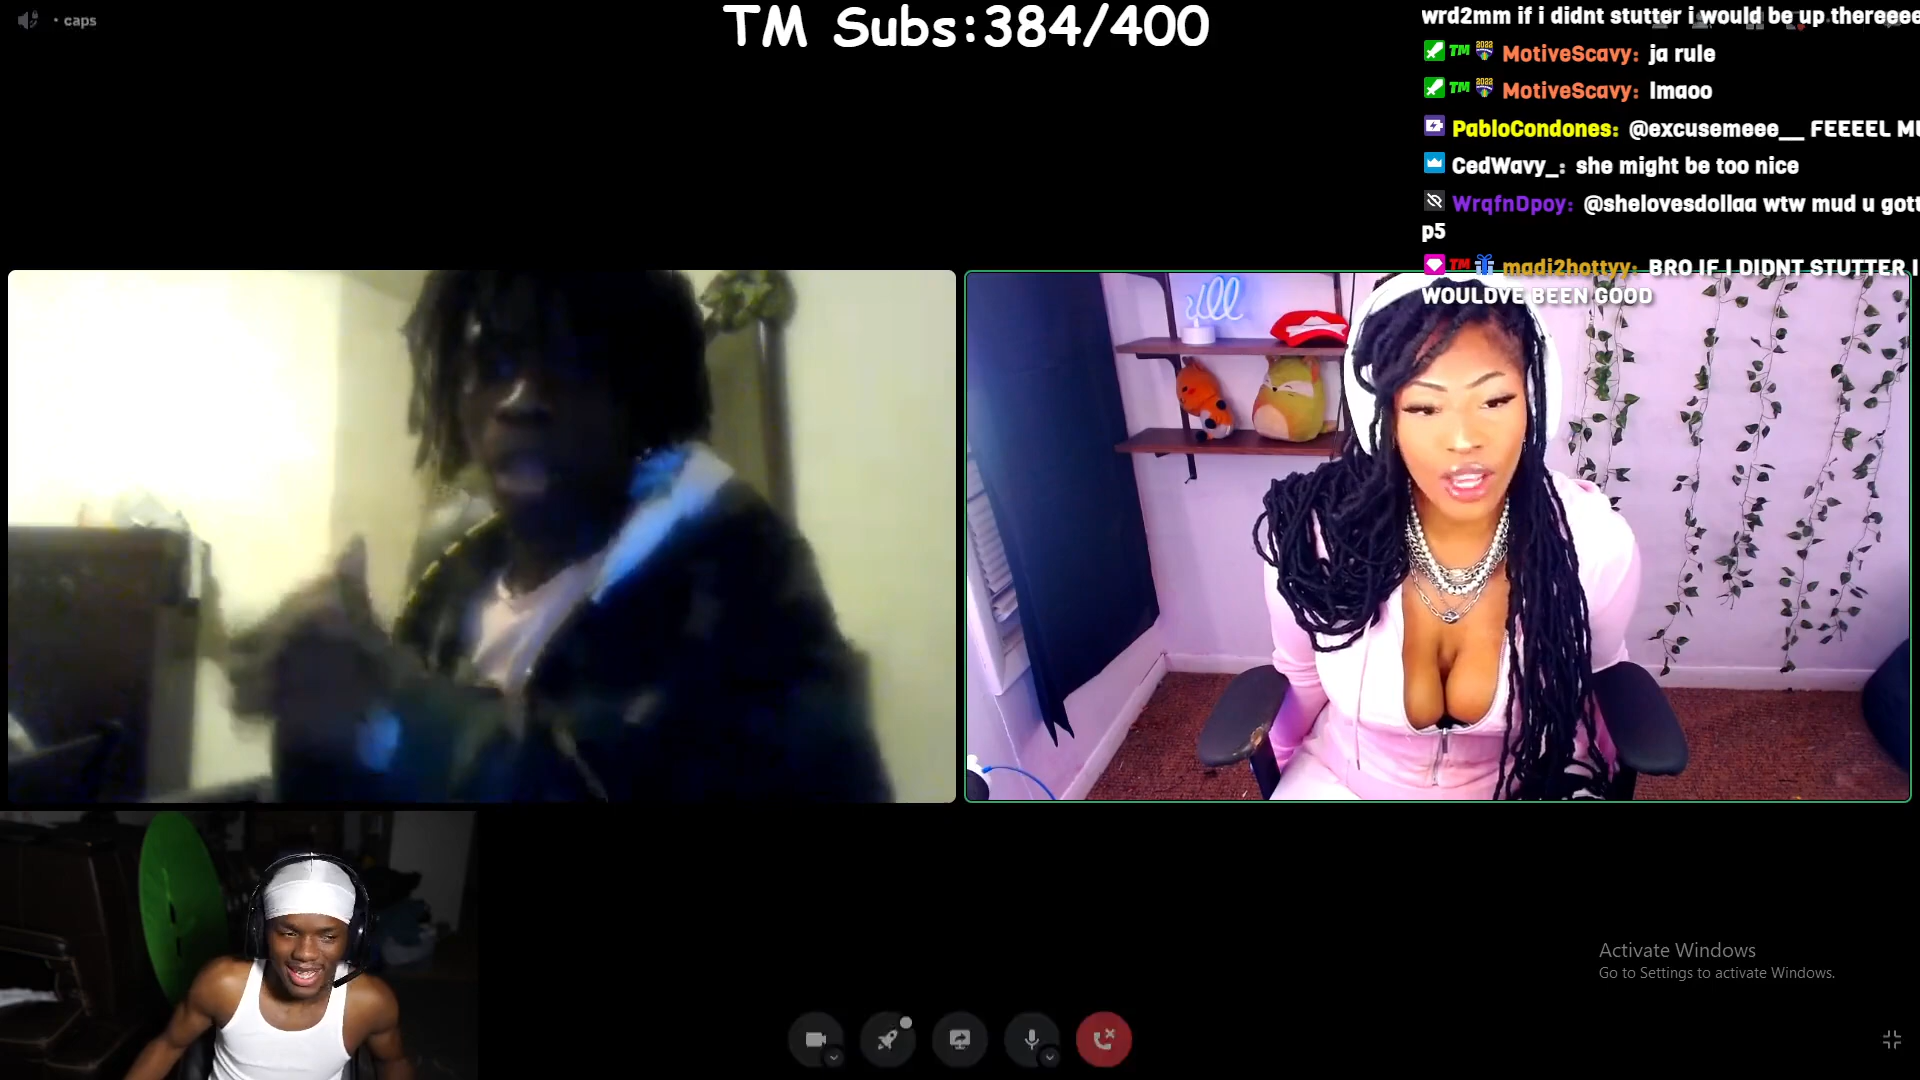 • caps
TM Subs:384/400
wrd2mm if i didnt stutter i would be up thereeee
TM MotiveScavy: ja rule
TM MotiveScavy: lmaoo
PabloCondones: @excusemeee__ FEEEEL MU
CedWavy_: she might be too nice
WrqfnDpoy: @shelovesdollaa wtw mud u gott
p5
TM madi2hottyy: BRO IF I DIDNT STUTTER I
WOULDVE BEEN GOOD
Activate Windows
Go to Settings to activate Windows.